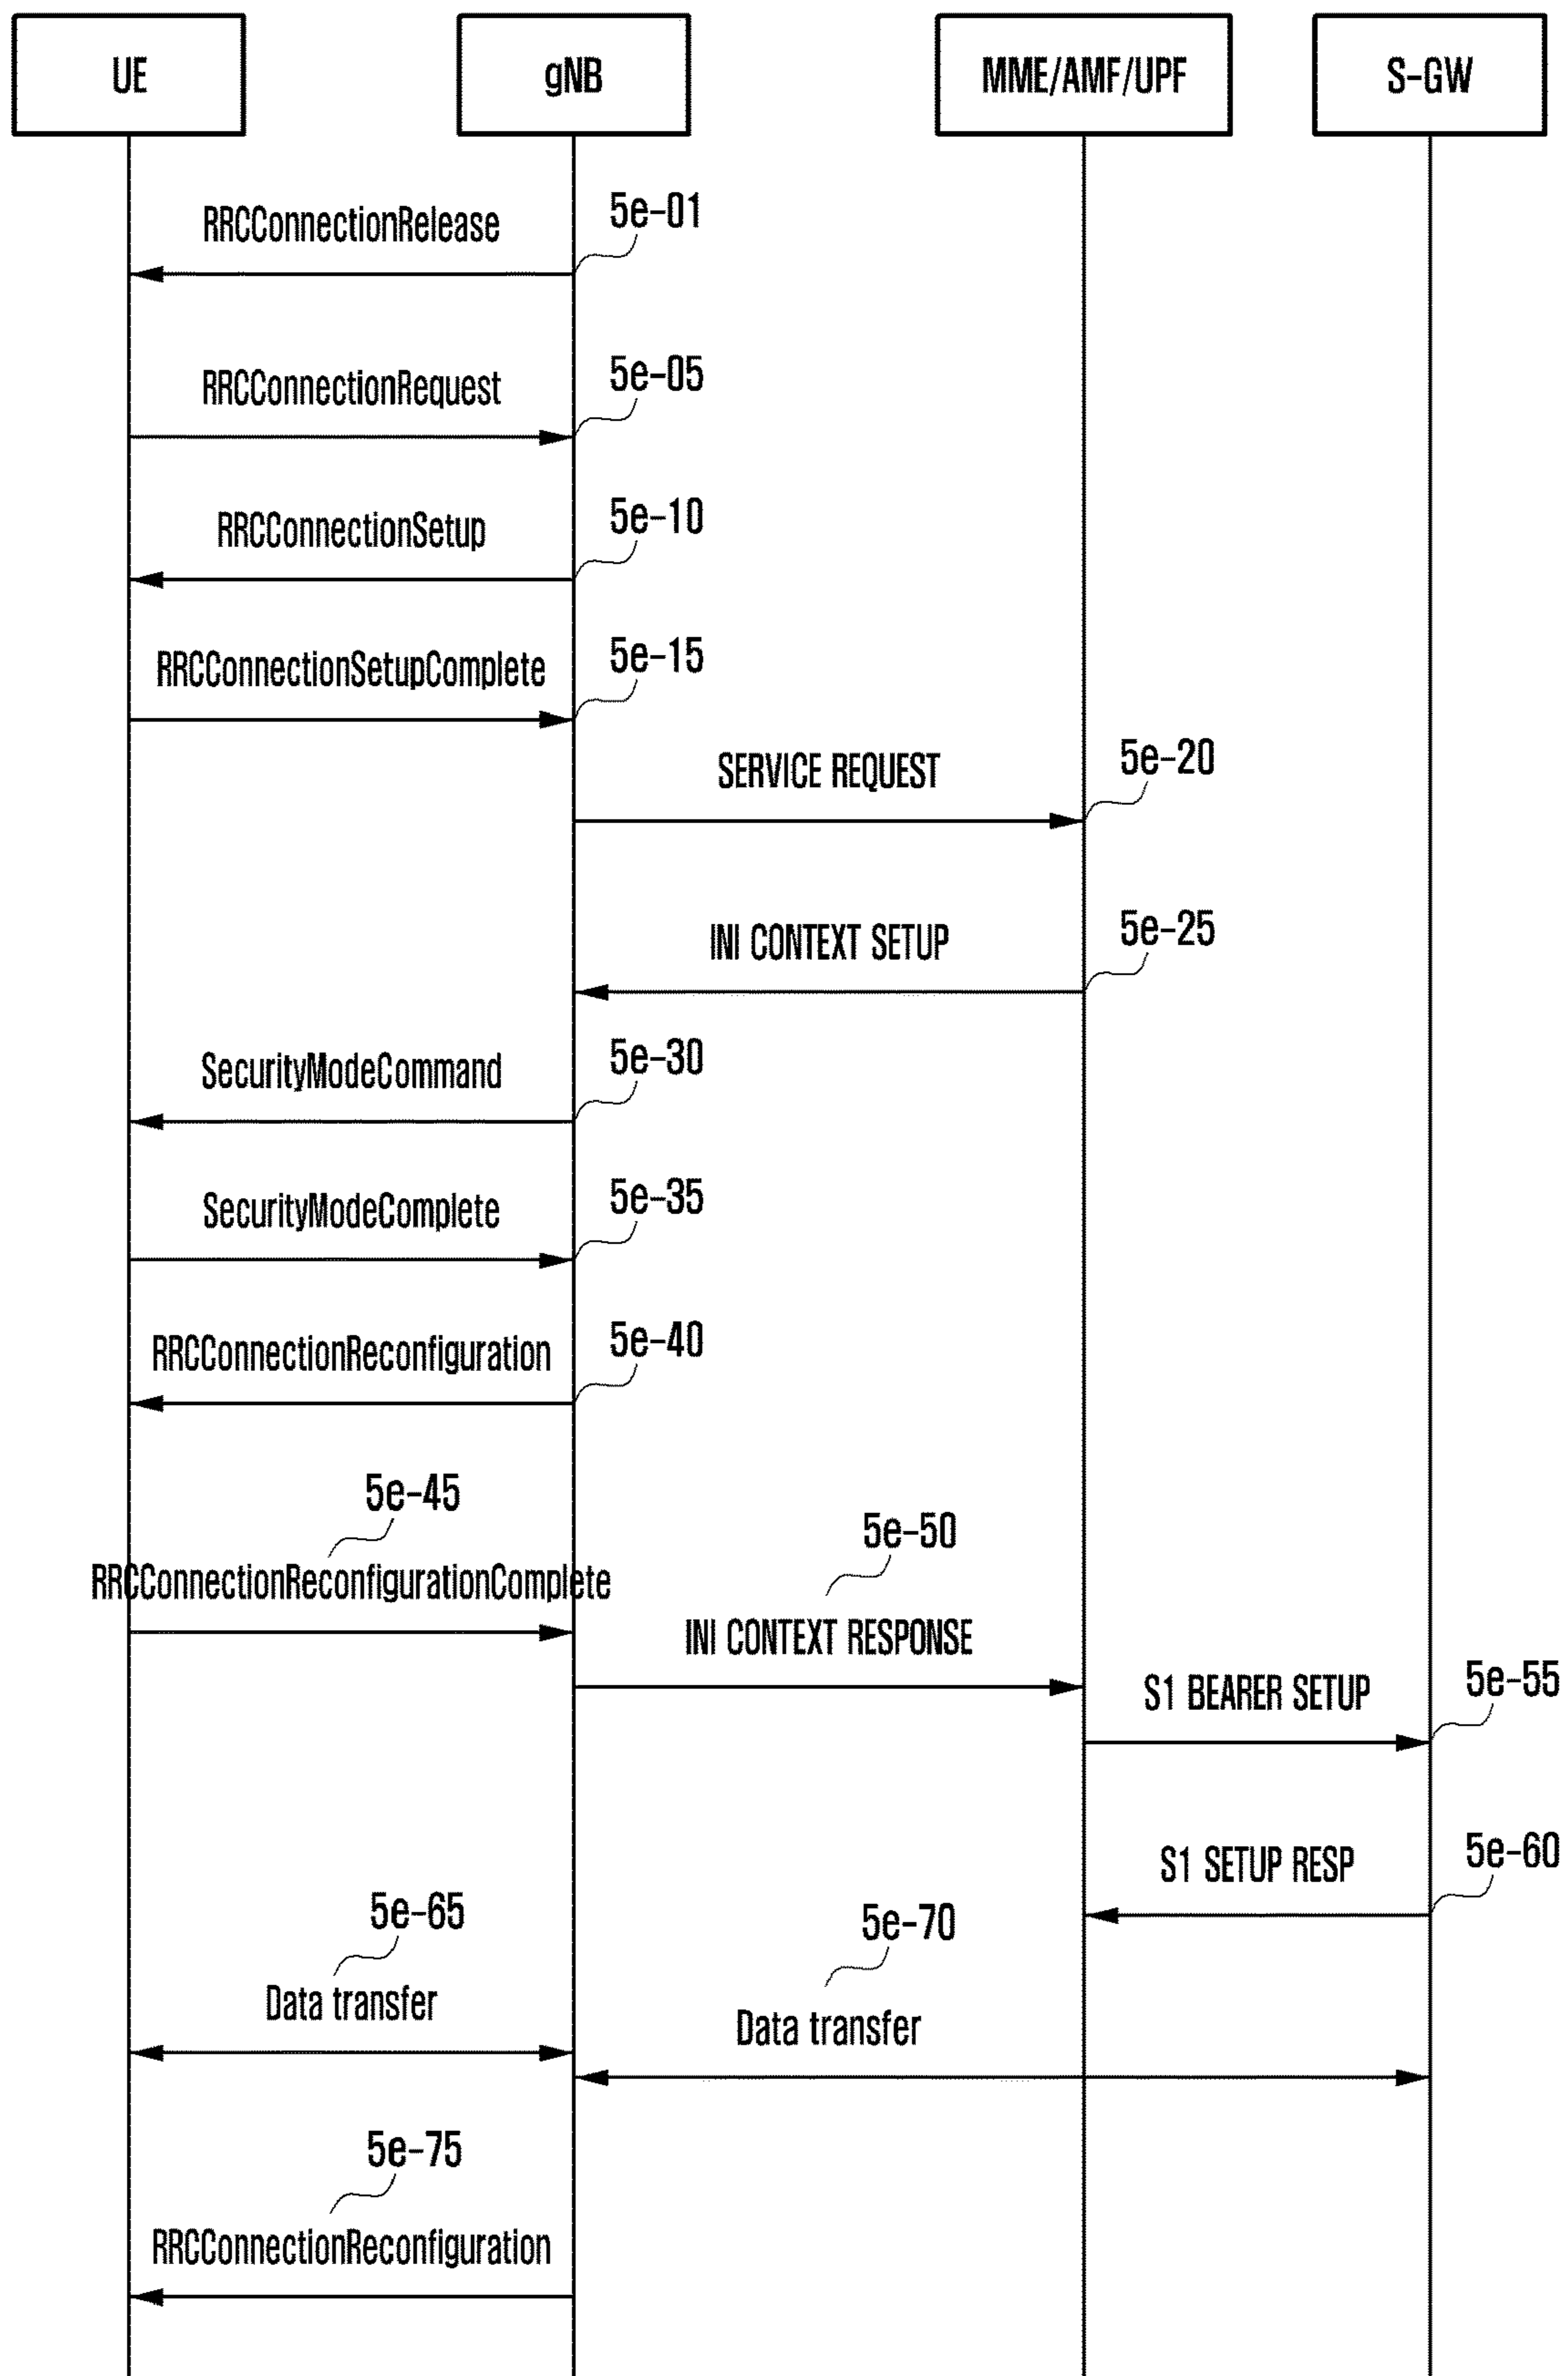 UE
gNB
MME/AMF/UPF
S-GW
5e-01
RRCConnectionRelease
5e-05
RRCConnectionRequest
5e-10
RRCConnectionSetup
5e-15
RRCConnectionSetupComplete
5e-20
SERVICE REQUEST
5e-25
INI CONTEXT SETUP
5e-30
SecurityModeCommand
5e-35
SecurityModeComplete
5e-40
RRCConnectionReconfiguration
5e-45
RRCConnectionReconfigurationComplete
5e-50
INI CONTEXT RESPONSE
5e-55
S1 BEARER SETUP
5e-60
S1 SETUP RESP
5e-65
Data transfer
5e-70
Data transfer
5e-75
RRCConnectionReconfiguration